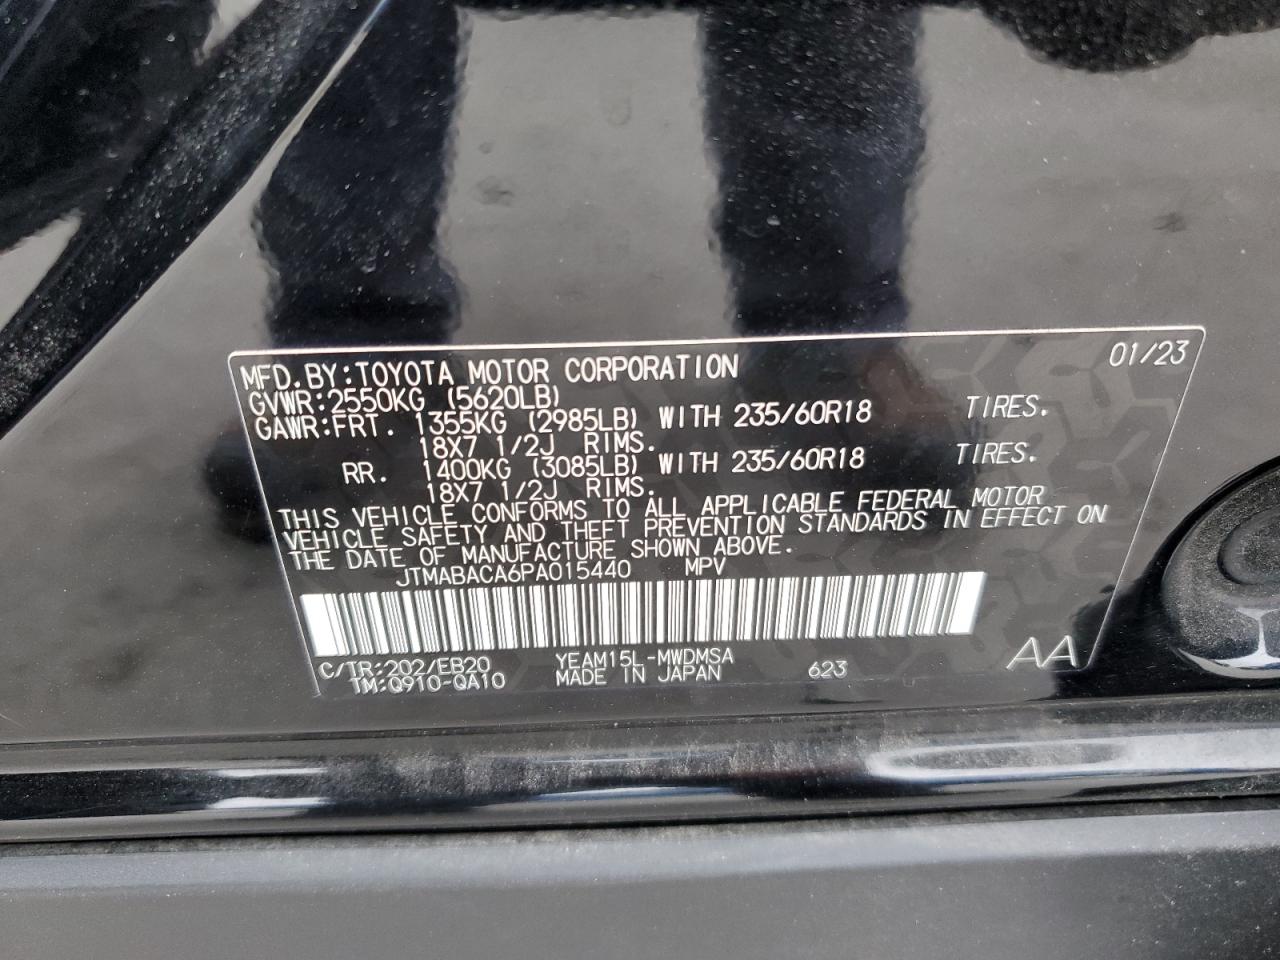 MFD.BY:TOYOTA MOTOR CORPORATION 01/23
GVWR:2550KG (5620LB)
GAWR:FRT. 1355KG (2985LB) WITH 235/60R18 TIRES.
18X7 1/2J RIMS.
RR. 1400KG (3085LB) WITH 235/60R18 TIRES.
18X7 1/2J RIMS.
THIS VEHICLE CONFORMS TO ALL APPLICABLE FEDERAL MOTOR
VEHICLE SAFETY AND THEFT PREVENTION STANDARDS IN EFFECT ON
THE DATE OF MANUFACTURE SHOWN ABOVE.
JTMABACA6PA015440 MPV
C/TR:202/EB20 YEAM15L-MWDMSA
TM:Q910-QA10 MADE IN JAPAN 623 AA